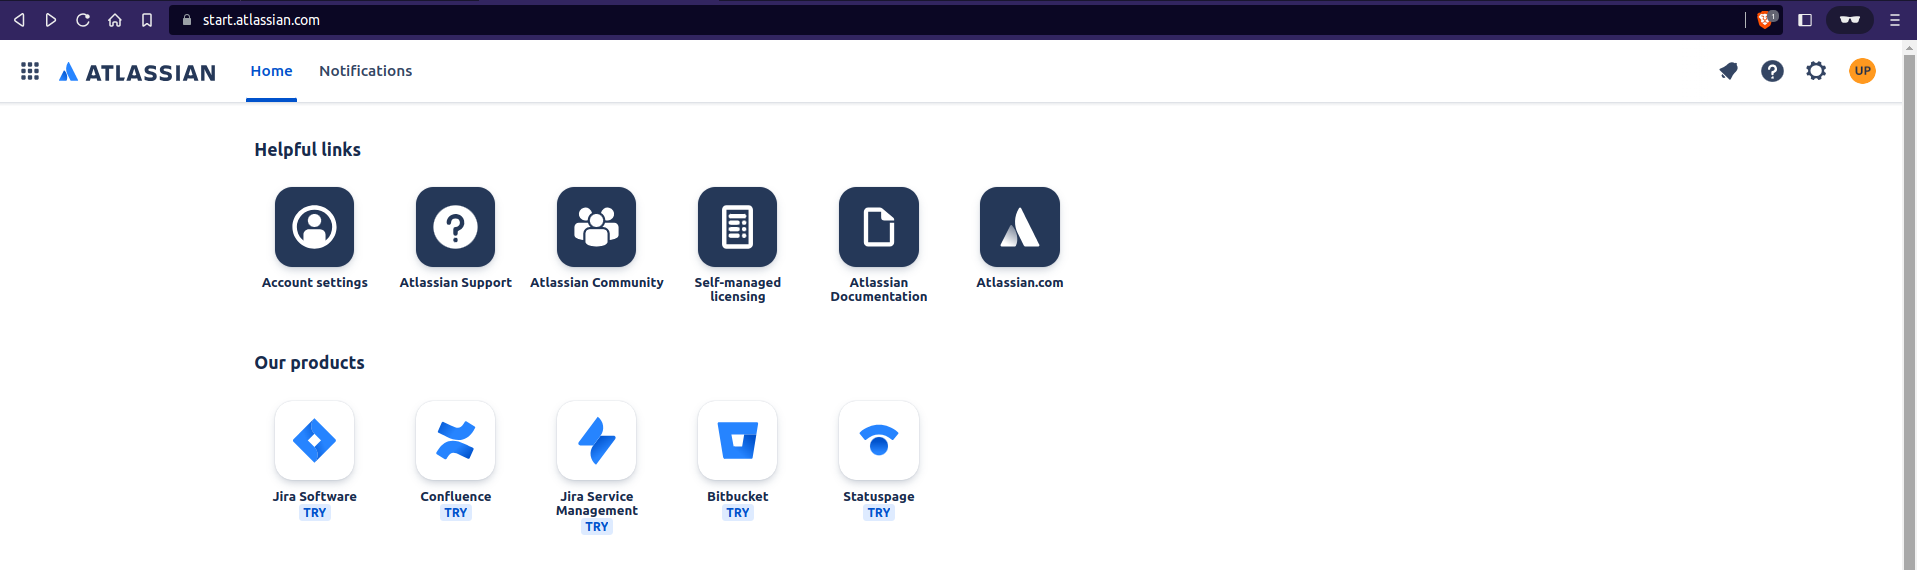 start.atlassian.com
1
ATLASSIAN
Home
Notifications
UP
Helpful links
Account settings
Atlassian Support
Atlassian Community
Self-managed
licensing
Atlassian
Documentation
Atlassian.com
Our products
Jira Software
TRY
Confluence
TRY
Jira Service
Management
TRY
Bitbucket
TRY
Statuspage
TRY